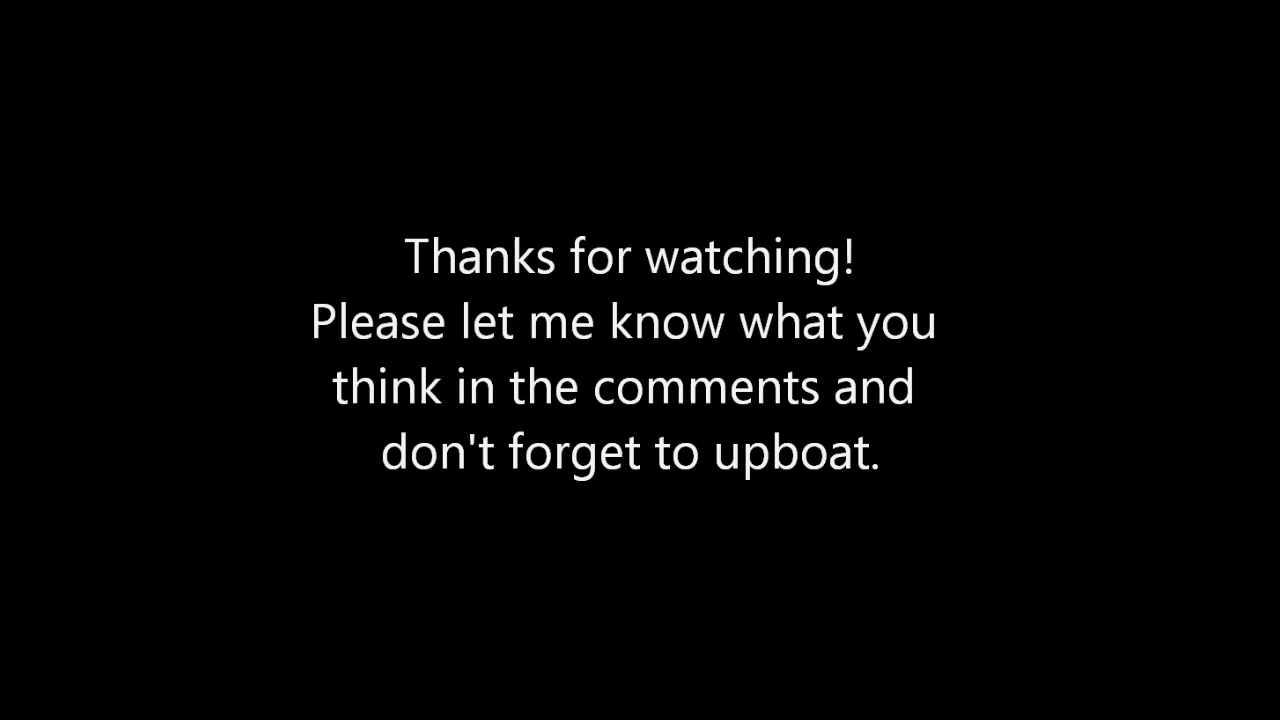 Thanks for watching!
Please let me know what you
think in the comments and
don't forget to upboat.